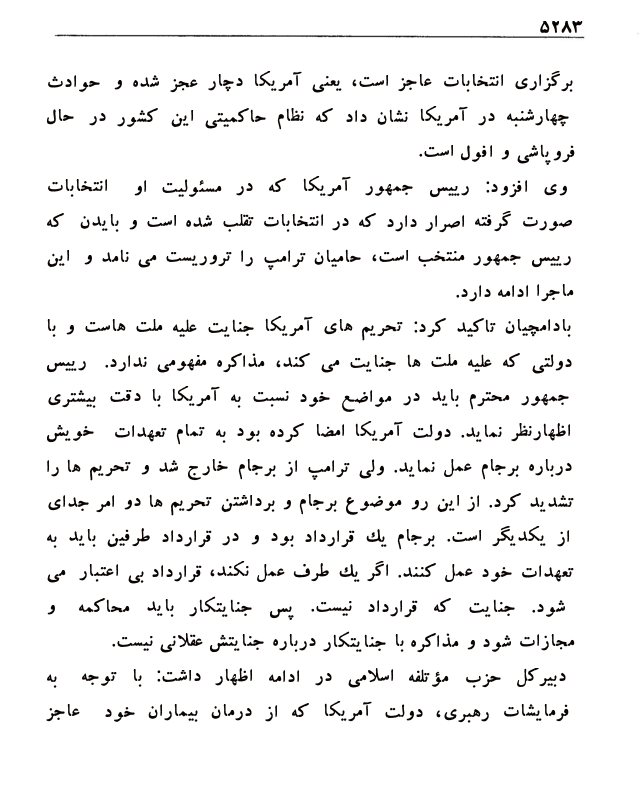 ۵۲۸۳
برگزاری انتخابات عاجز است، یعنی آمریکا دچار عجز شده و حوادث
چهارشنبه در آمریکا نشان داد که نظام حاکمیتی این کشور در حال
فروپاشی و افول است.
وی افزود: رییس جمهور آمریکا که در مسئولیت او انتخابات
صورت گرفته اصرار دارد که در انتخابات تقلب شده است و بایدن که
رییس جمهور منتخب است، حامیان ترامپ را تروریست می نامد و این
ماجرا ادامه دارد.
بادامچیان تاکید کرد: تحریم های آمریکا جنایت علیه ملت هاست و با
دولتی که علیه ملت ها جنایت می کند، مذاکره مفهومی ندارد. رییس
جمهور محترم باید در مواضع خود نسبت به آمریکا با دقت بیشتری
اظهارنظر نماید. دولت آمریکا امضا کرده بود به تمام تعهدات خویش
درباره برجام عمل نماید. ولی ترامپ از برجام خارج شد و تحریم ها را
تشدید کرد. از این رو موضوع برجام و برداشتن تحریم ها دو امر جدای
از یکدیگر است. برجام یك قرارداد بود و در قرارداد طرفین باید به
تعهدات خود عمل کنند. اگر یك طرف عمل نکند، قرارداد بی اعتبار می
شود. جنایت که قرارداد نیست. پس جنایتکار باید محاکمه و
مجازات شود و مذاکره با جنایتکار درباره جنایتش عقلانی نیست.
دبیرکل حزب مؤتلفه اسلامی در ادامه اظهار داشت: با توجه به
فرمایشات رهبری، دولت آمریکا که از درمان بیماران خود عاجز